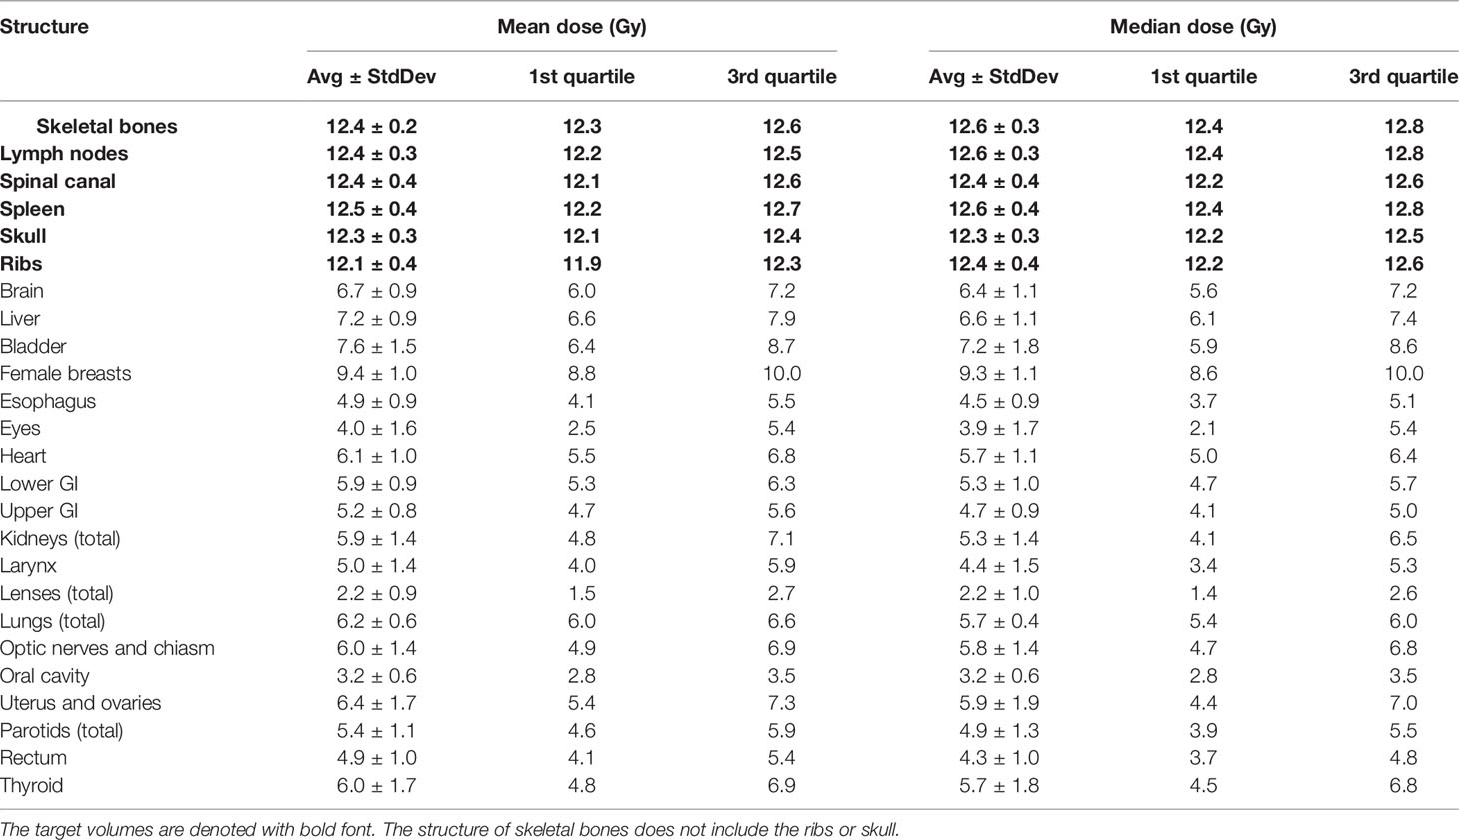 Structure Mean dose (Gy) Median dose (Gy)
Avg ± StdDev 1st quartile 3rd quartile Avg ± StdDev 1st quartile 3rd quartile
Skeletal bones 12.4 ± 0.2 12.3 12.6 12.6 ± 0.3 12.4 12.8
Lymph nodes 12.4 ± 0.3 12.2 12.5 12.6 ± 0.3 12.4 12.8
Spinal canal 12.4 ± 0.4 12.1 12.6 12.4 ± 0.4 12.2 12.6
Spleen 12.5 ± 0.4 12.2 12.7 12.6 ± 0.4 12.4 12.8
Skull 12.3 ± 0.3 12.1 12.4 12.3 ± 0.3 12.2 12.5
Ribs 12.1 ± 0.4 11.9 12.3 12.4 ± 0.4 12.2 12.6
Brain 6.7 ± 0.9 6.0 7.2 6.4 ± 1.1 5.6 7.2
Liver 7.2 ± 0.9 6.6 7.9 6.6 ± 1.1 6.1 7.4
Bladder 7.6 ± 1.5 6.4 8.7 7.2 ± 1.8 5.9 8.6
Female breasts 9.4 ± 1.0 8.8 10.0 9.3 ± 1.1 8.6 10.0
Esophagus 4.9 ± 0.9 4.1 5.5 4.5 ± 0.9 3.7 5.1
Eyes 4.0 ± 1.6 2.5 5.4 3.9 ± 1.7 2.1 5.4
Heart 6.1 ± 1.0 5.5 6.8 5.7 ± 1.1 5.0 6.4
Lower GI 5.9 ± 0.9 5.3 6.3 5.3 ± 1.0 4.7 5.7
Upper GI 5.2 ± 0.8 4.7 5.6 4.7 ± 0.9 4.1 5.0
Kidneys (total) 5.9 ± 1.4 4.8 7.1 5.3 ± 1.4 4.1 6.5
Larynx 5.0 ± 1.4 4.0 5.9 4.4 ± 1.5 3.4 5.3
Lenses (total) 2.2 ± 0.9 1.5 2.7 2.2 ± 1.0 1.4 2.6
Lungs (total) 6.2 ± 0.6 6.0 6.6 5.7 ± 0.4 5.4 6.0
Optic nerves and chiasm 6.0 ± 1.4 4.9 6.9 5.8 ± 1.4 4.7 6.8
Oral cavity 3.2 ± 0.6 2.8 3.5 3.2 ± 0.6 2.8 3.5
Uterus and ovaries 6.4 ± 1.7 5.4 7.3 5.9 ± 1.9 4.4 7.0
Parotids (total) 5.4 ± 1.1 4.6 5.9 4.9 ± 1.3 3.9 5.5
Rectum 4.9 ± 1.0 4.1 5.4 4.3 ± 1.0 3.7 4.8
Thyroid 6.0 ± 1.7 4.8 6.9 5.7 ± 1.8 4.5 6.8
The target volumes are denoted with bold font. The structure of skeletal bones does not include the ribs or skull.